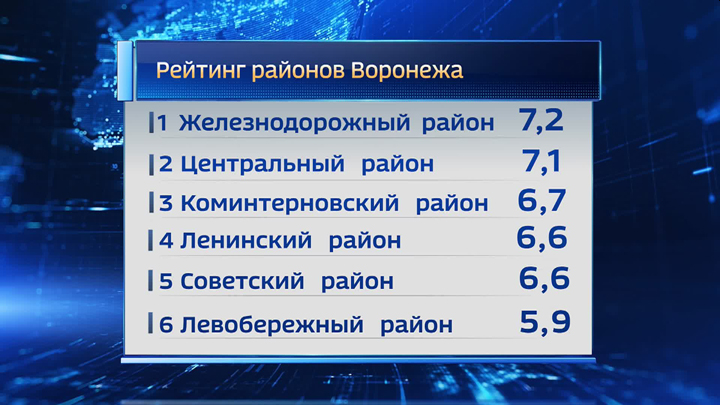 Рейтинг районов Воронежа
1 Железнодорожный район 7,2
2 Центральный район 7,1
3 Коминтерновский район 6,7
4 Ленинский район 6,6
5 Советский район 6,6
6 Левобережный район 5,9